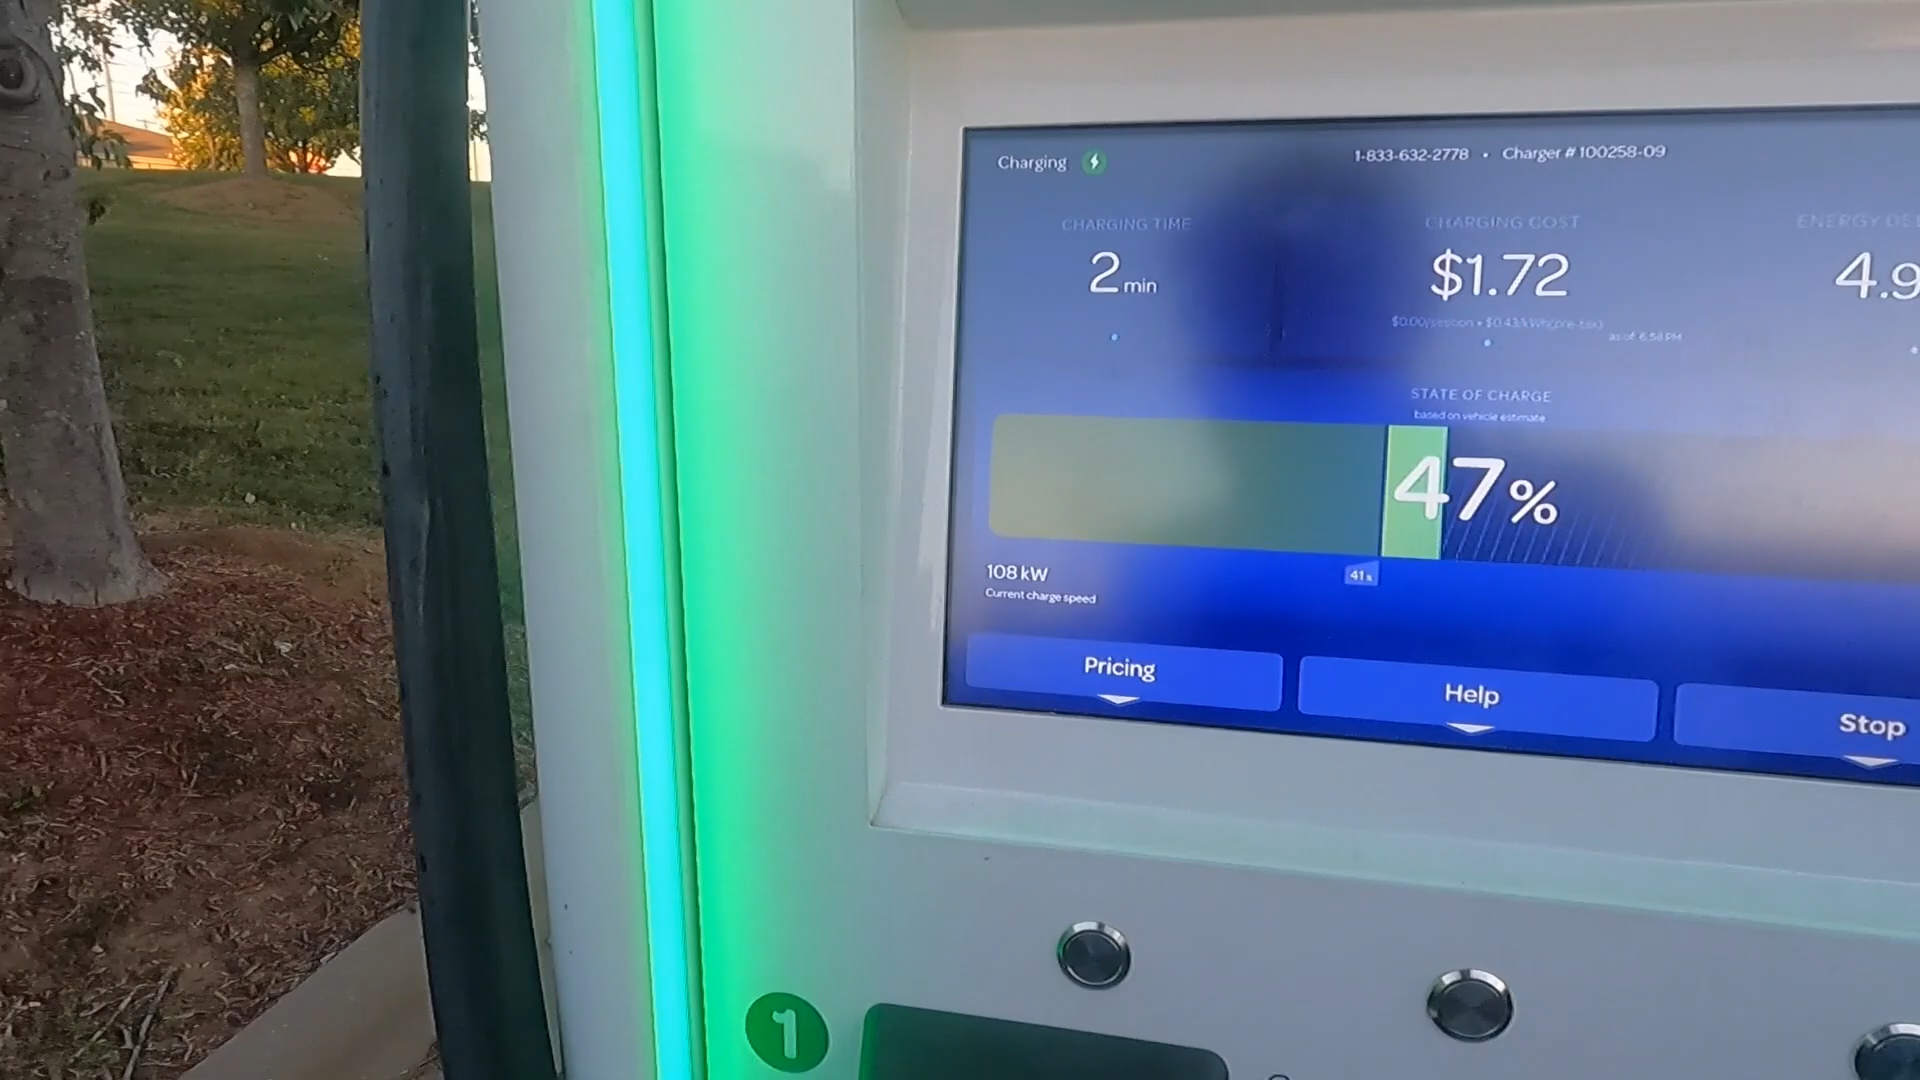 Charging
1-833-632-2778 • Charger # 100258-09
CHARGING TIME
CHARGING COST
ENERGY
2 min
$1.72
4.9
$0.00/session + $0.43/kWh(pre-tax)
as of 6:58 PM
STATE OF CHARGE
based on vehicle estimate
47%
108 kW
Current charge speed
41%
Pricing
Help
Stop
1